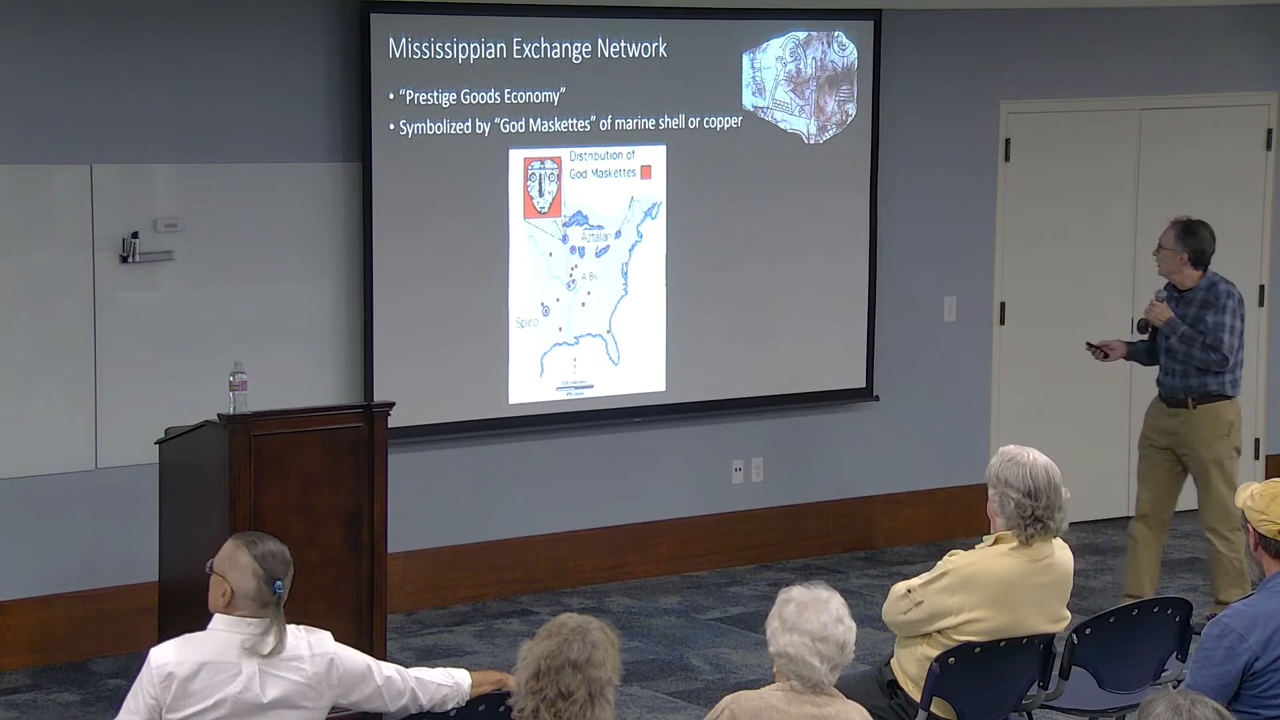 Mississippian Exchange Network
• “Prestige Goods Economy”
• Symbolized by “God Maskettes” of marine shell or copper
Distribution of
God Maskettes
Aztalan
A.B.
Spiro